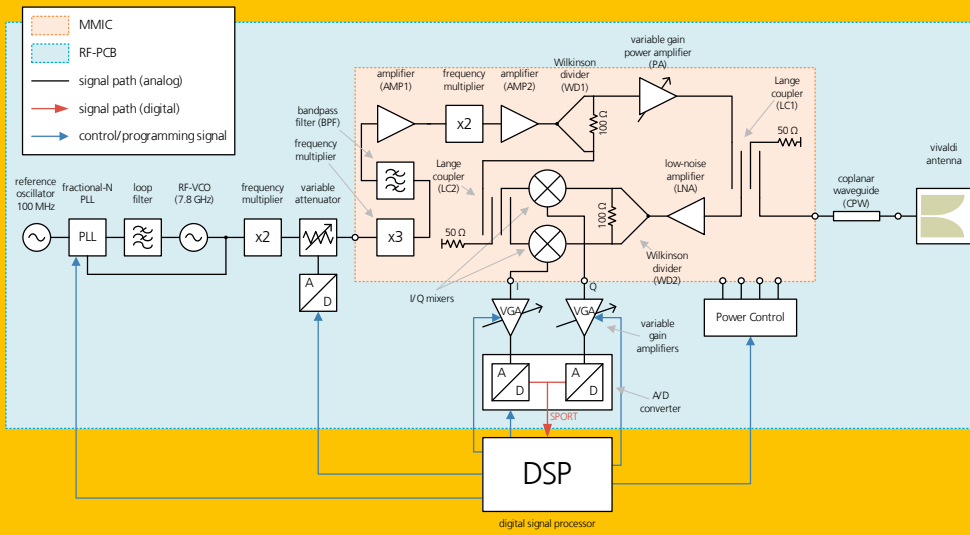 MMIC
RF-PCB
signal path (analog)
signal path (digital)
control/programming signal
reference
oscillator
100 MHz
fractional-N
PLL
loop
filter
RF-VCO
(7.8 GHz)
frequency
multiplier
variable
attenuator
bandpass
filter (BPF)
frequency
multiplier
amplifier
(AMP1)
frequency
multiplier
amplifier
(AMP2)
Wilkinson
divider
(WD1)
variable gain
power amplifier
(PA)
Lange
coupler
(LC1)
x2
100 Ω
50 Ω
Lange
coupler
(LC2)
low-noise
amplifier
(LNA)
vivaldi
antenna
coplanar
waveguide
(CPW)
PLL
x2
x3
50 Ω
100 Ω
Wilkinson
divider
(WD2)
I/Q mixers
I
Q
A
D
VGA
VGA
variable
gain
amplifiers
Power Control
A
D
A
D
A/D
converter
SPORT
DSP
digital signal processor